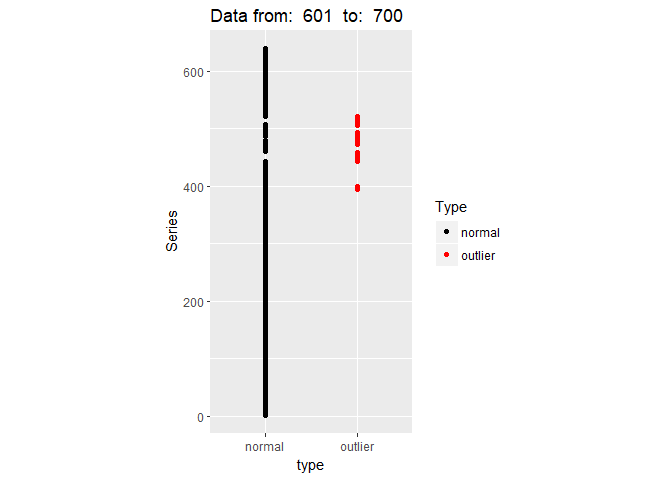 Data from:  601  to:  700
Series
600
400
200
0
normal
outlier
type
Type
normal
outlier